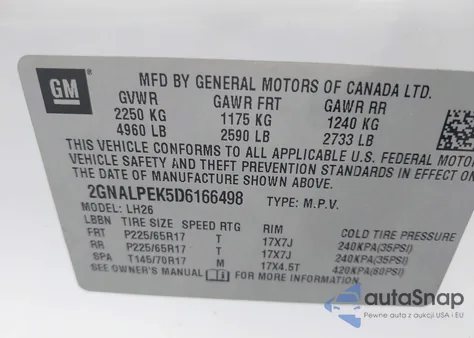 GM
MFD BY GENERAL MOTORS OF CANADA LTD.
GVWR GAWR FRT GAWR RR
2250 KG 1175 KG 1240 KG
4960 LB 2590 LB 2733 LB
THIS VEHICLE CONFORMS TO ALL APPLICABLE U.S. FEDERAL MOTOR
VEHICLE SAFETY AND THEFT PREVENTION STANDARDS IN EFFECT ON
THE DATE OF MANUFACTURE SHOWN ABOVE.
2GNALPEK5D6166498 TYPE: M.P.V.
MODEL: LH26
LBBN TIRE SIZE SPEED RTG RIM COLD TIRE PRESSURE
FRT P225/65R17 T 17X7J 240KPA(35PSI)
RR P225/65R17 T 17X7J 240KPA(35PSI)
SPA T145/70R17 M 17X4.5T 420KPA(60PSI)
SEE OWNER'S MANUAL
autoSnap
Pewne auta z aukcji USA i EU